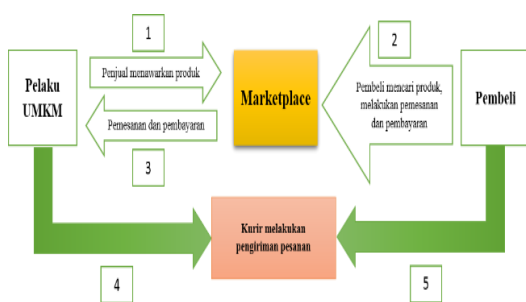 1
2
Penjual menawarkan produk
Pelaku
UMKM
Marketplace
Pembeli mencari produk,
melakukan pemesanan
dan pembayaran
Pembeli
Pemesanan dan pembayaran
3
Kurir melakukan
pengiriman pesanan
4
5